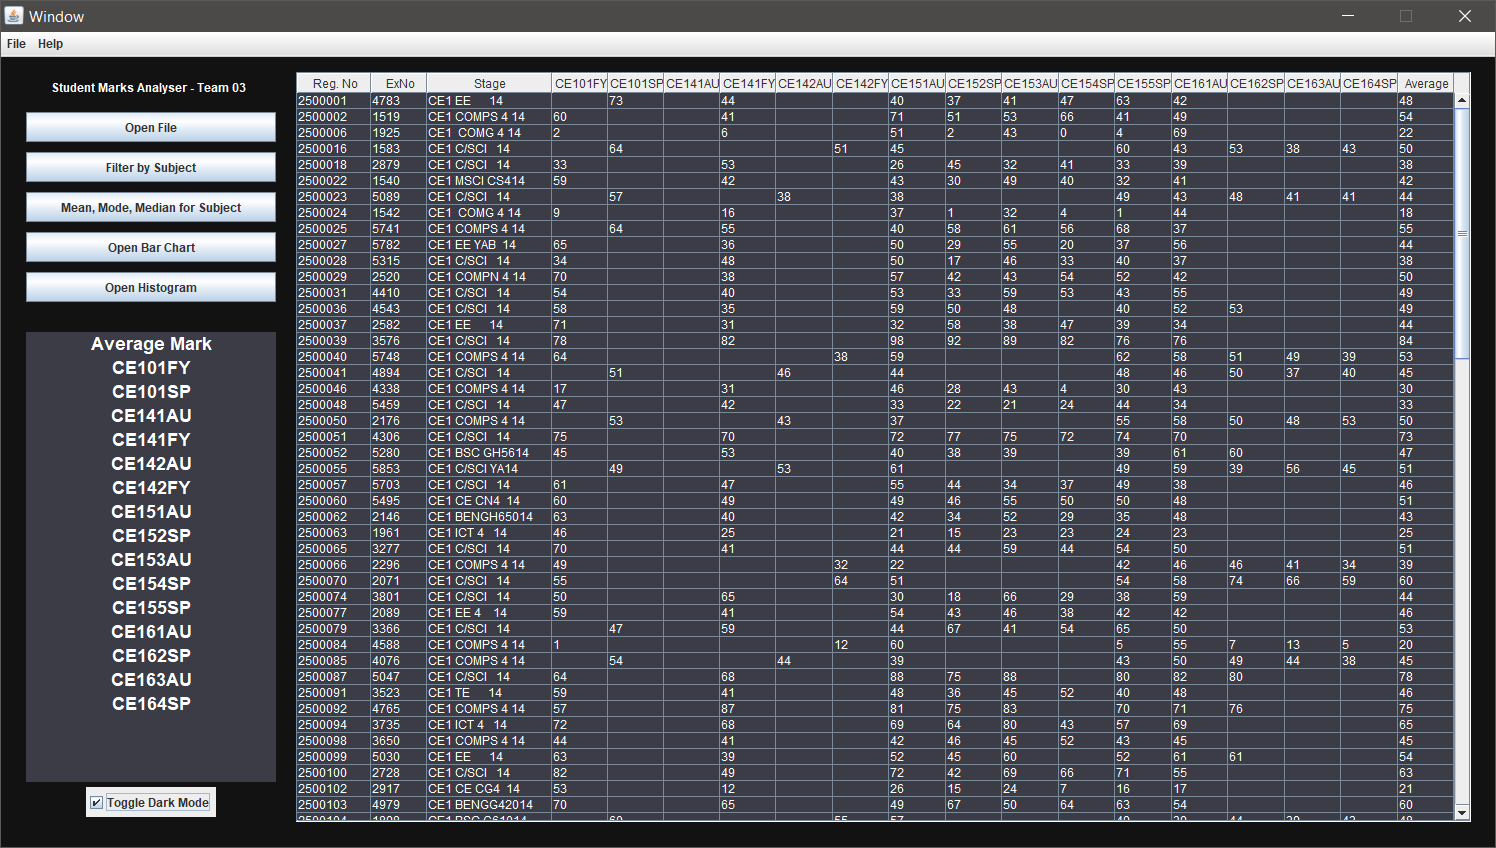 Window
File Help
Student Marks Analyser - Team 03
Open File
Filter by Subject
Mean, Mode, Median for Subject
Open Bar Chart
Open Histogram
Average Mark
CE101FY
CE101SP
CE141AU
CE141FY
CE142AU
CE142FY
CE151AU
CE152SP
CE153AU
CE154SP
CE155SP
CE161AU
CE162SP
CE163AU
CE164SP
Toggle Dark Mode
Reg. No ExNo Stage CE101FY CE101SP CE141AU CE141FY CE142AU CE142FY CE151AU CE152SP CE153AU CE154SP CE155SP CE161AU CE162SP CE163AU CE164SP Average
2500001 4783 CE1 EE 14 73 44 40 37 41 47 63 42 48
2500002 1519 CE1 COMPS 4 14 60 41 71 51 53 66 41 49 54
2500006 1925 CE1 COMG 4 14 2 6 51 2 43 0 4 69 22
2500016 1583 CE1 C/SCI 14 64 51 45 60 43 53 38 43 50
2500018 2879 CE1 C/SCI 14 33 53 26 45 32 41 33 39 38
2500022 1540 CE1 MSCI CS414 59 42 43 30 49 40 32 41 42
2500023 5089 CE1 C/SCI 14 57 38 38 49 43 48 41 41 44
2500024 1542 CE1 COMG 4 14 9 16 37 1 32 4 1 44 18
2500025 5741 CE1 COMPS 4 14 64 55 40 58 61 56 68 37 55
2500027 5782 CE1 EE YAB 14 65 36 50 29 55 20 37 56 44
2500028 5315 CE1 C/SCI 14 34 48 50 17 46 33 40 37 38
2500029 2520 CE1 COMPN 4 14 70 38 57 42 43 54 52 42 50
2500031 4410 CE1 C/SCI 14 54 40 53 33 59 53 43 55 49
2500036 4543 CE1 C/SCI 14 58 35 59 50 48 40 52 53 49
2500037 2582 CE1 EE 14 71 31 32 58 38 47 39 34 44
2500039 3576 CE1 C/SCI 14 78 82 98 92 89 82 76 76 84
2500040 5748 CE1 COMPS 4 14 64 38 59 62 58 51 49 39 53
2500041 4894 CE1 C/SCI 14 51 46 44 48 46 50 37 40 45
2500046 4338 CE1 COMPS 4 14 17 31 46 28 43 4 30 43 30
2500048 5459 CE1 C/SCI 14 47 42 33 22 21 24 44 34 33
2500050 2176 CE1 COMPS 4 14 53 43 37 55 58 50 48 53 50
2500051 4306 CE1 C/SCI 14 75 70 72 77 75 72 74 70 73
2500052 5280 CE1 BSC GH5614 45 53 40 38 39 39 61 60 47
2500055 5853 CE1 C/SCI YA14 49 53 61 49 59 39 56 45 51
2500057 5703 CE1 C/SCI 14 61 47 55 44 34 37 49 38 46
2500060 5495 CE1 CE CN4 14 60 49 49 46 55 50 50 48 51
2500062 2146 CE1 BENGH65014 63 40 42 34 52 29 35 48 43
2500063 1961 CE1 ICT 4 14 46 25 21 15 23 23 24 23 25
2500065 3277 CE1 C/SCI 14 70 41 44 44 59 44 54 50 51
2500066 2296 CE1 COMPS 4 14 49 32 22 42 46 46 41 34 39
2500070 2071 CE1 C/SCI 14 55 64 51 54 58 74 66 59 60
2500074 3801 CE1 C/SCI 14 50 65 30 18 66 29 38 59 44
2500077 2089 CE1 EE 4 14 59 41 54 43 46 38 42 42 46
2500079 3366 CE1 C/SCI 14 47 59 44 67 41 54 65 50 53
2500084 4588 CE1 COMPS 4 14 1 12 60 5 55 7 13 5 20
2500085 4076 CE1 COMPS 4 14 54 44 39 43 50 49 44 38 45
2500087 5047 CE1 C/SCI 14 64 68 88 75 88 80 82 80 78
2500091 3523 CE1 TE 14 59 41 48 36 45 52 40 48 46
2500092 4765 CE1 COMPS 4 14 57 87 81 75 83 70 71 76 75
2500094 3735 CE1 ICT 4 14 72 68 69 64 80 43 57 69 65
2500098 3650 CE1 COMPS 4 14 44 41 42 46 45 52 43 45 45
2500099 5030 CE1 EE 14 63 39 52 45 60 52 61 61 54
2500100 2728 CE1 C/SCI 14 82 49 72 42 69 66 71 55 63
2500102 2917 CE1 CE CG4 14 53 12 26 15 24 7 16 17 21
2500103 4979 CE1 BENGG42014 70 65 49 67 50 64 63 54 60